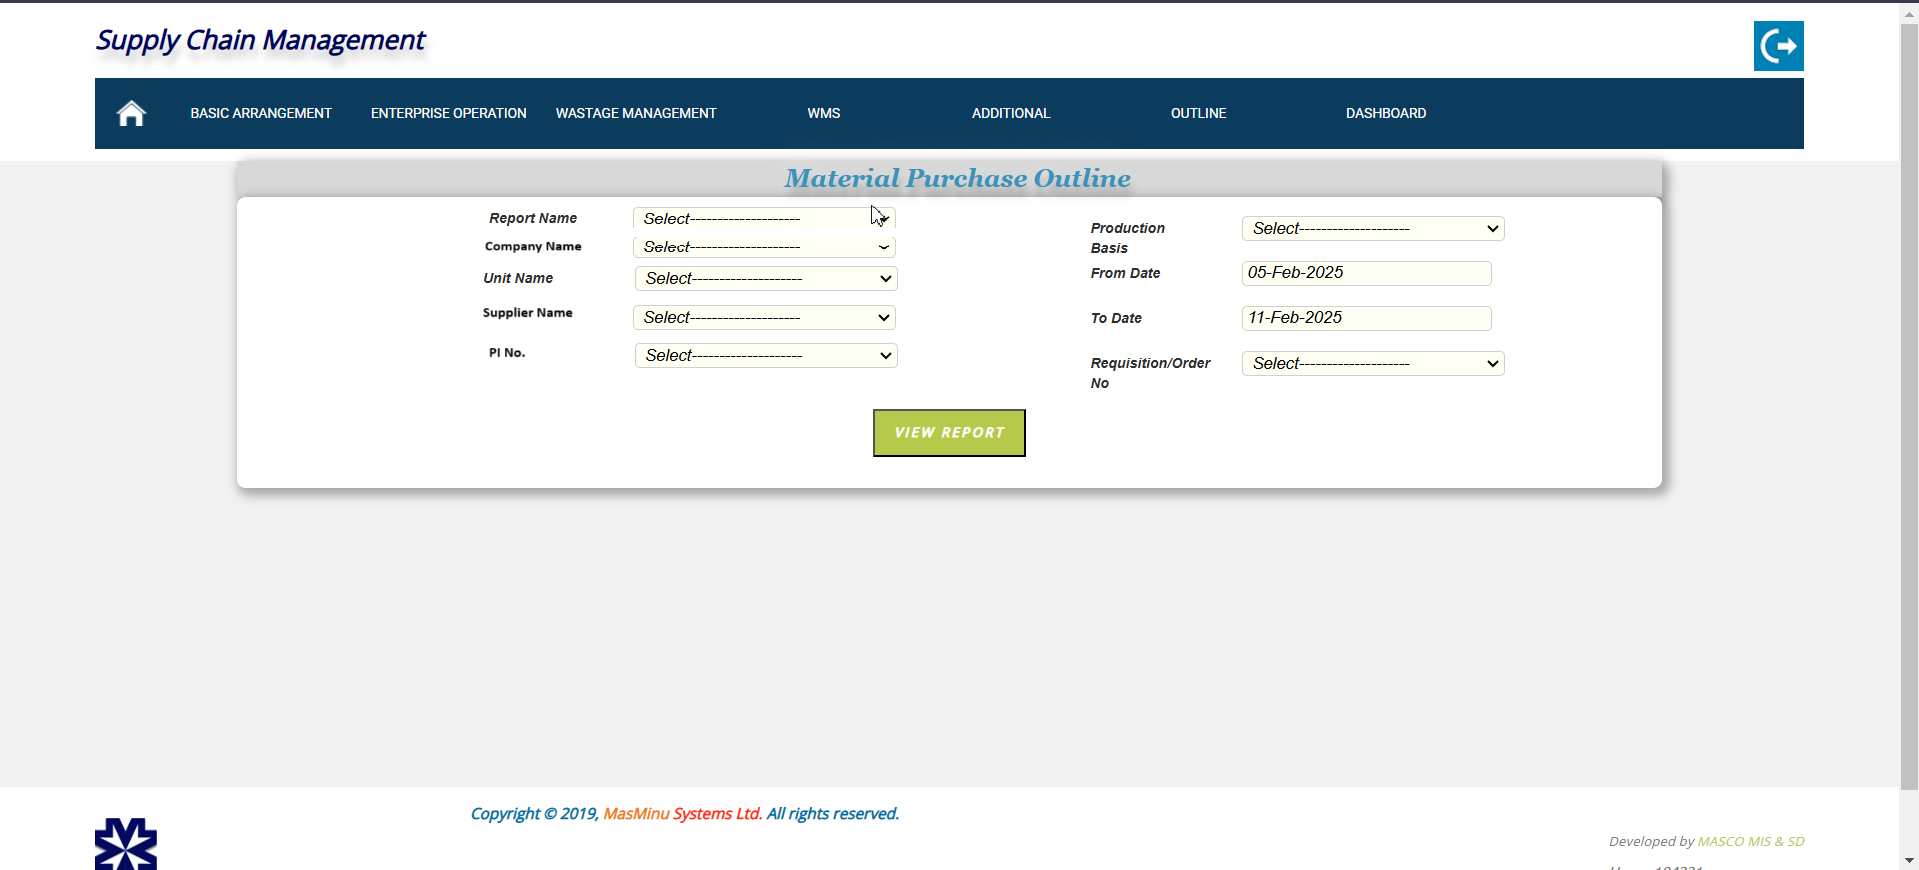 Supply Chain Management
BASIC ARRANGEMENT ENTERPRISE OPERATION WASTAGE MANAGEMENT WMS ADDITIONAL OUTLINE DASHBOARD
Material Purchase Outline
Report Name Select--------------------
Company Name Select--------------------
Unit Name Select--------------------
Supplier Name Select--------------------
PI No. Select--------------------
Production Basis Select--------------------
From Date 05-Feb-2025
To Date 11-Feb-2025
Requisition/Order No Select--------------------
VIEW REPORT
Copyright © 2019, MasMinu Systems Ltd. All rights reserved.
Developed by MASCO MIS & SD